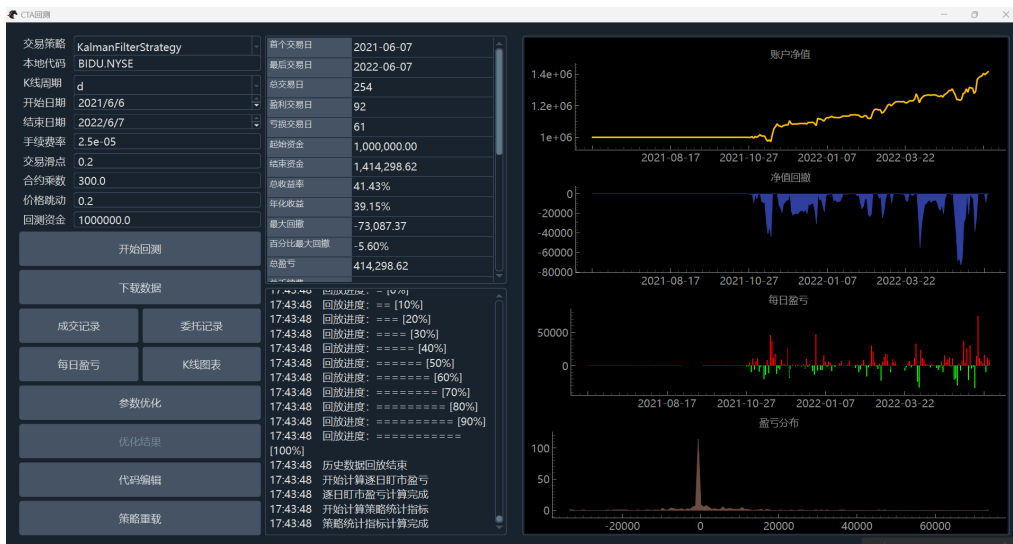 CTA回测
交易策略 KalmanFilterStrategy
本地代码 BIDU.NYSE
K线周期 d
开始日期 2021/6/6
结束日期 2022/6/7
手续费率 2.5e-05
交易滑点 0.2
合约乘数 300.0
价格跳动 0.2
回测资金 1000000.0
开始回测
下载数据
成交记录 委托记录
每日盈亏 K线图表
参数优化
优化结果
代码编辑
策略重载
首个交易日 2021-06-07
最后交易日 2022-06-07
总交易日 254
盈利交易日 92
亏损交易日 61
起始资金 1,000,000.00
结束资金 1,414,298.62
总收益率 41.43%
年化收益 39.15%
最大回撤 -73,087.37
百分比最大回撤 -5.60%
总盈亏 414,298.62
17:43:48 回放进度： = [0%]
17:43:48 回放进度： == [10%]
17:43:48 回放进度： === [20%]
17:43:48 回放进度： ==== [30%]
17:43:48 回放进度： ===== [40%]
17:43:48 回放进度： ====== [50%]
17:43:48 回放进度： ======= [60%]
17:43:48 回放进度： ======== [70%]
17:43:48 回放进度： ========= [80%]
17:43:48 回放进度： ========== [90%]
17:43:48 回放进度： ===========
[100%]
17:43:48 历史数据回放结束
17:43:48 开始计算逐日盯市盈亏
17:43:48 逐日盯市盈亏计算完成
17:43:48 开始计算策略统计指标
17:43:48 策略统计指标计算完成
账户净值
1.4e+06
1.2e+06
1e+06
2021-08-17 2021-10-27 2022-01-07 2022-03-22
净值回撤
0
-20000
-40000
-60000
-80000
2021-08-17 2021-10-27 2022-01-07 2022-03-22
每日盈亏
50000
0
2021-08-17 2021-10-27 2022-01-07 2022-03-22
盈亏分布
100
50
0
-20000 0 20000 40000 60000